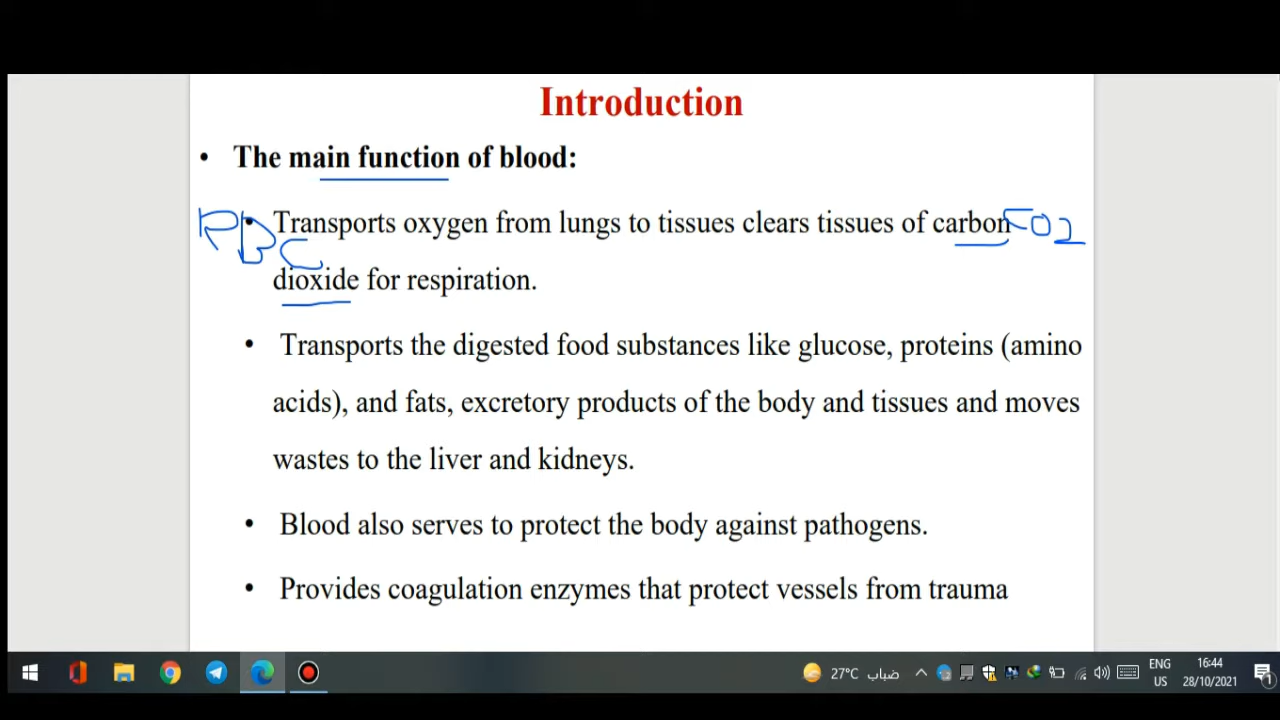 Introduction
• The main function of blood:
RBC
• Transports oxygen from lungs to tissues clears tissues of carbon CO2
dioxide for respiration.
• Transports the digested food substances like glucose, proteins (amino
acids), and fats, excretory products of the body and tissues and moves
wastes to the liver and kidneys.
• Blood also serves to protect the body against pathogens.
• Provides coagulation enzymes that protect vessels from trauma
27°C ضباب ENG 16:44
US 28/10/2021 1